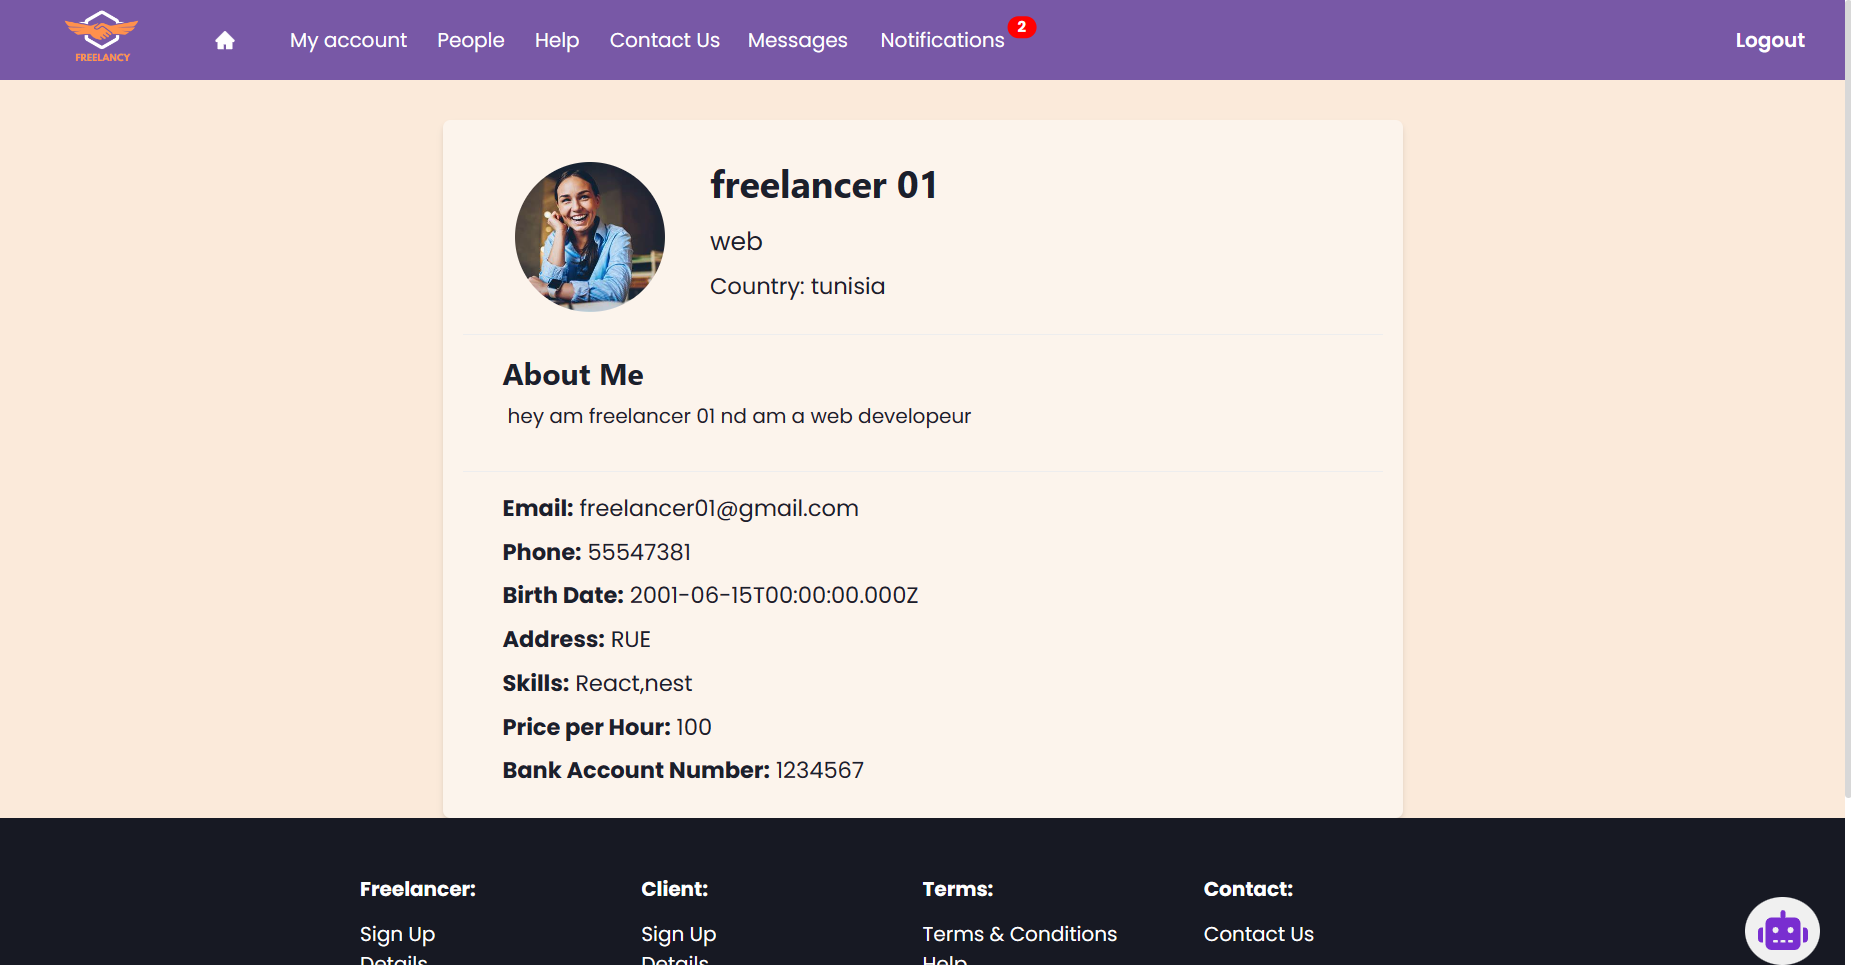 FREELANCY
My account People Help Contact Us Messages Notifications 2 Logout
freelancer 01
web
Country: tunisia
About Me
hey am freelancer 01 nd am a web developeur
Email: freelancer01@gmail.com
Phone: 55547381
Birth Date: 2001-06-15T00:00:00.000Z
Address: RUE
Skills: React,nest
Price per Hour: 100
Bank Account Number: 1234567
Freelancer: Client: Terms: Contact:
Sign Up Sign Up Terms & Conditions Contact Us
Details Details Help